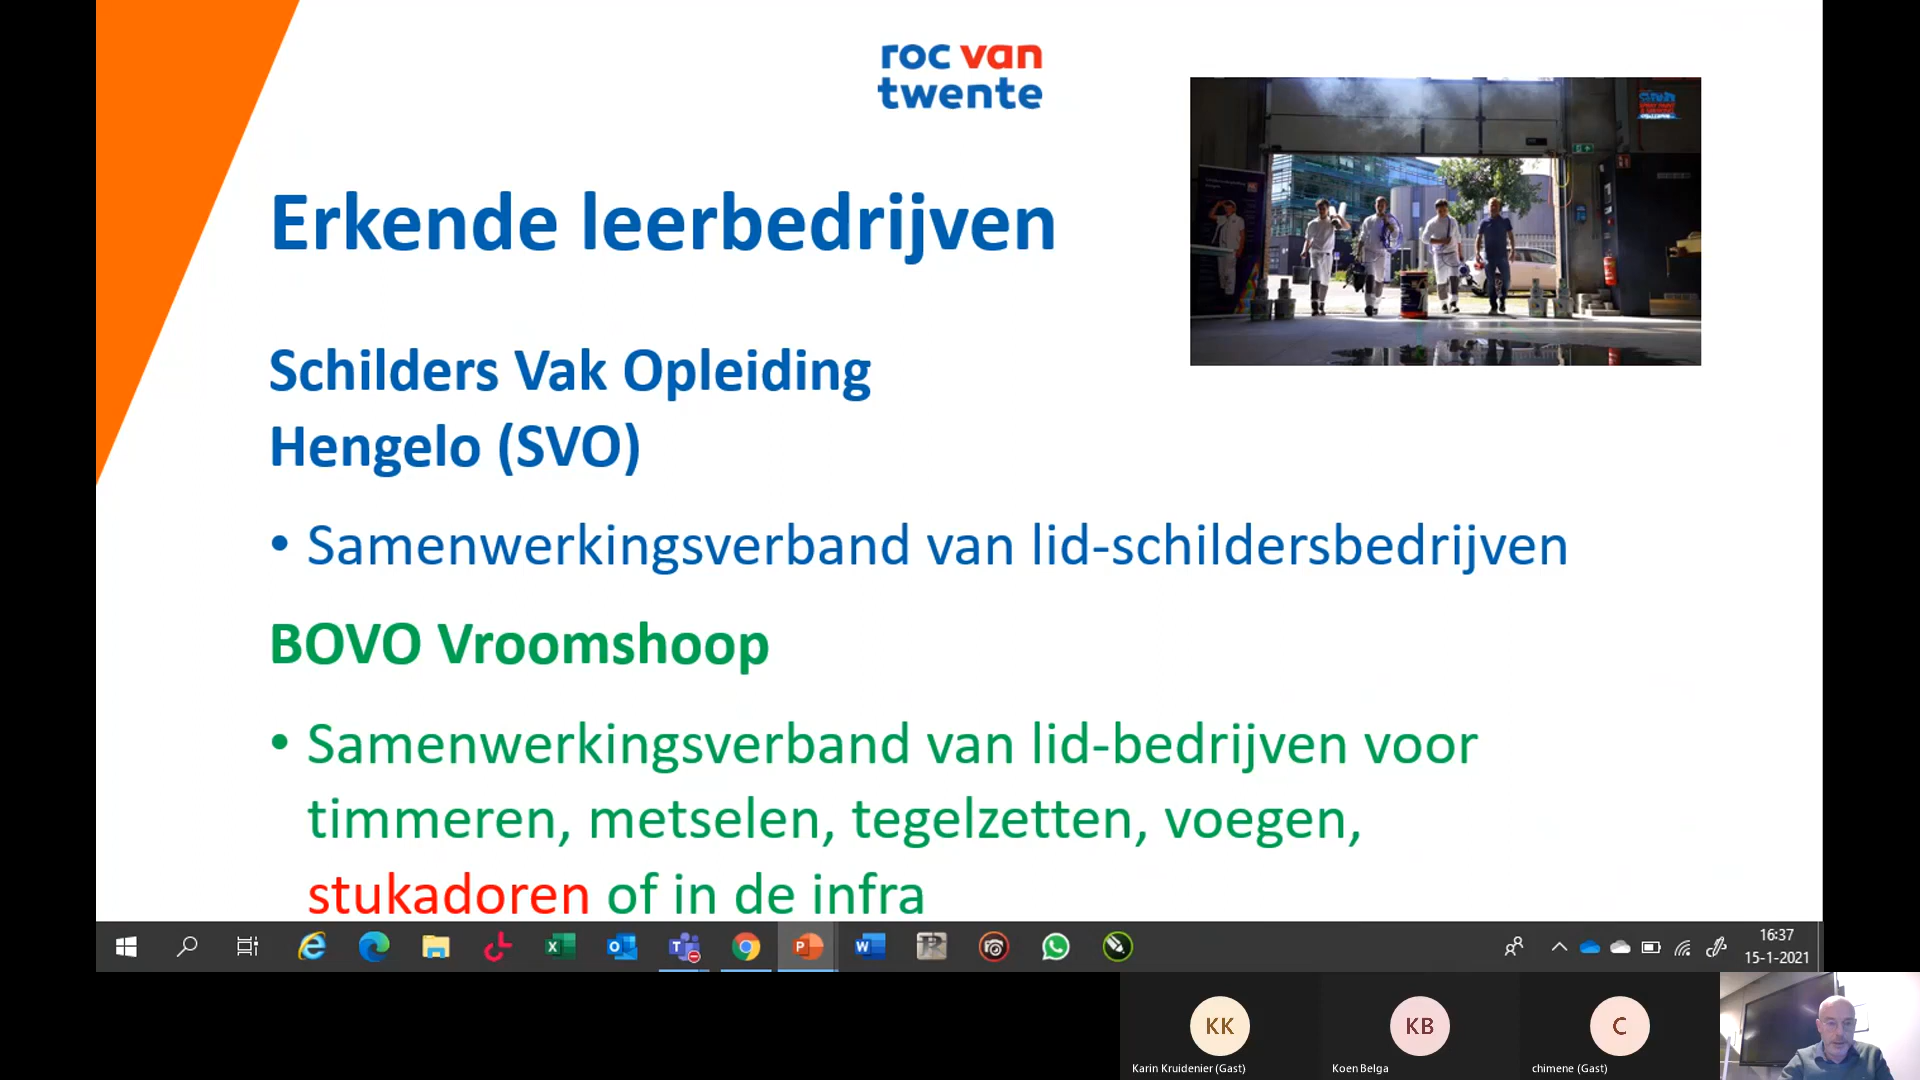 roc van
twente
Erkende leerbedrijven
Schilders Vak Opleiding
Hengelo (SVO)
• Samenwerkingsverband van lid-schildersbedrijven
BOVO Vroomshoop
• Samenwerkingsverband van lid-bedrijven voor
timmeren, metselen, tegelzetten, voegen,
stukadoren of in de infra
16:37
15-1-2021
KK
KB
C
Karin Kruidenier (Gast)
Koen Belga
chimene (Gast)